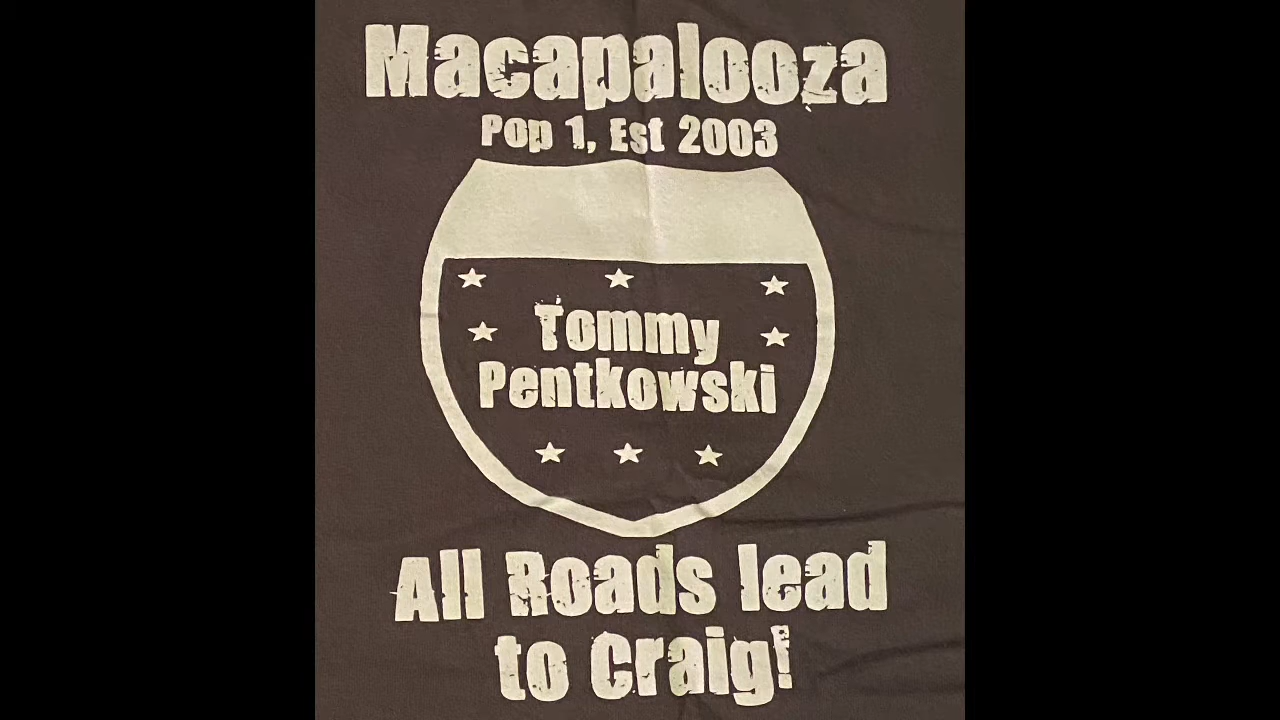 Macapalooza
Pop 1, Est 2003
Tommy
Pentkowski
All Roads lead
to Craig!